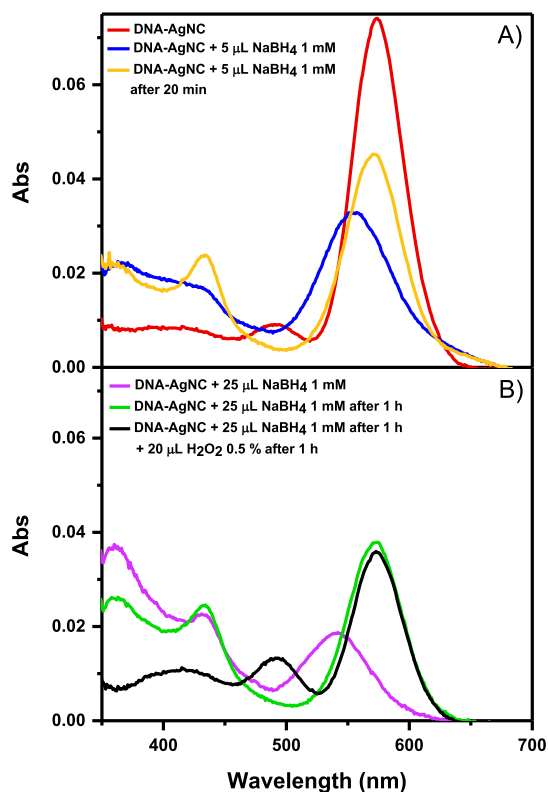 A)
DNA-AgNC
DNA-AgNC + 5 μL NaBH4 1 mM
DNA-AgNC + 5 μL NaBH4 1 mM
after 20 min
0.06
0.04
0.02
0.00
Abs
B)
DNA-AgNC + 25 μL NaBH4 1 mM
DNA-AgNC + 25 μL NaBH4 1 mM after 1 h
DNA-AgNC + 25 μL NaBH4 1 mM after 1 h
+ 20 μL H2O2 0.5 % after 1 h
0.06
0.04
0.02
0.00
Abs
400 500 600 700
Wavelength (nm)